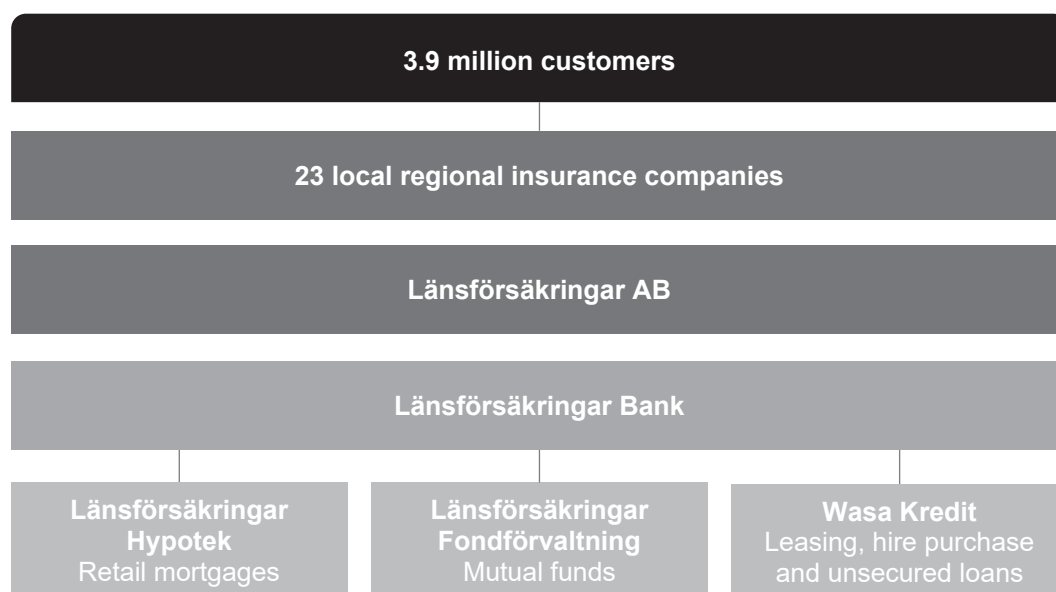 3.9 million customers
23 local regional insurance companies
Länsförsäkringar AB
Länsförsäkringar Bank
Länsförsäkringar
Hypotek
Retail mortgages
Länsförsäkringar
Fondförvaltning
Mutual funds
Wasa Kredit
Leasing, hire purchase
and unsecured loans